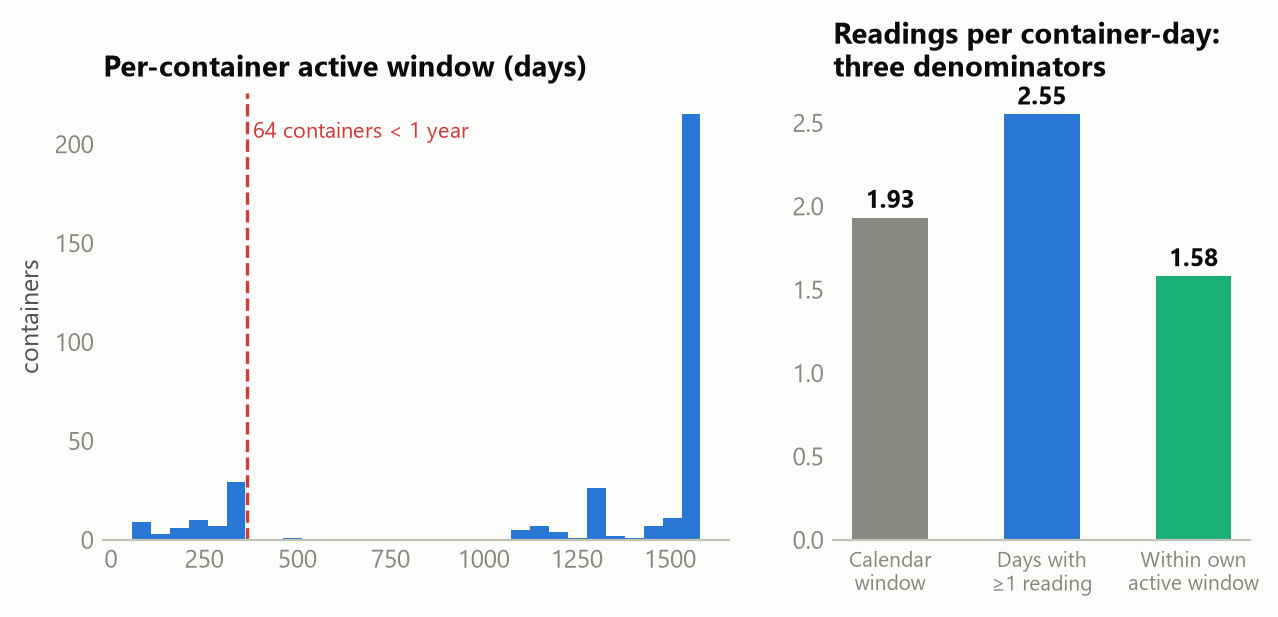 Per-container active window (days)
64 containers < 1 year
containers
200
150
100
50
0
0
250
500
750
1000
1250
1500
Readings per container-day:
three denominators
2.5
2.0
1.5
1.0
0.5
0.0
1.93
2.55
1.58
Calendar
window
Days with
≥1 reading
Within own
active window